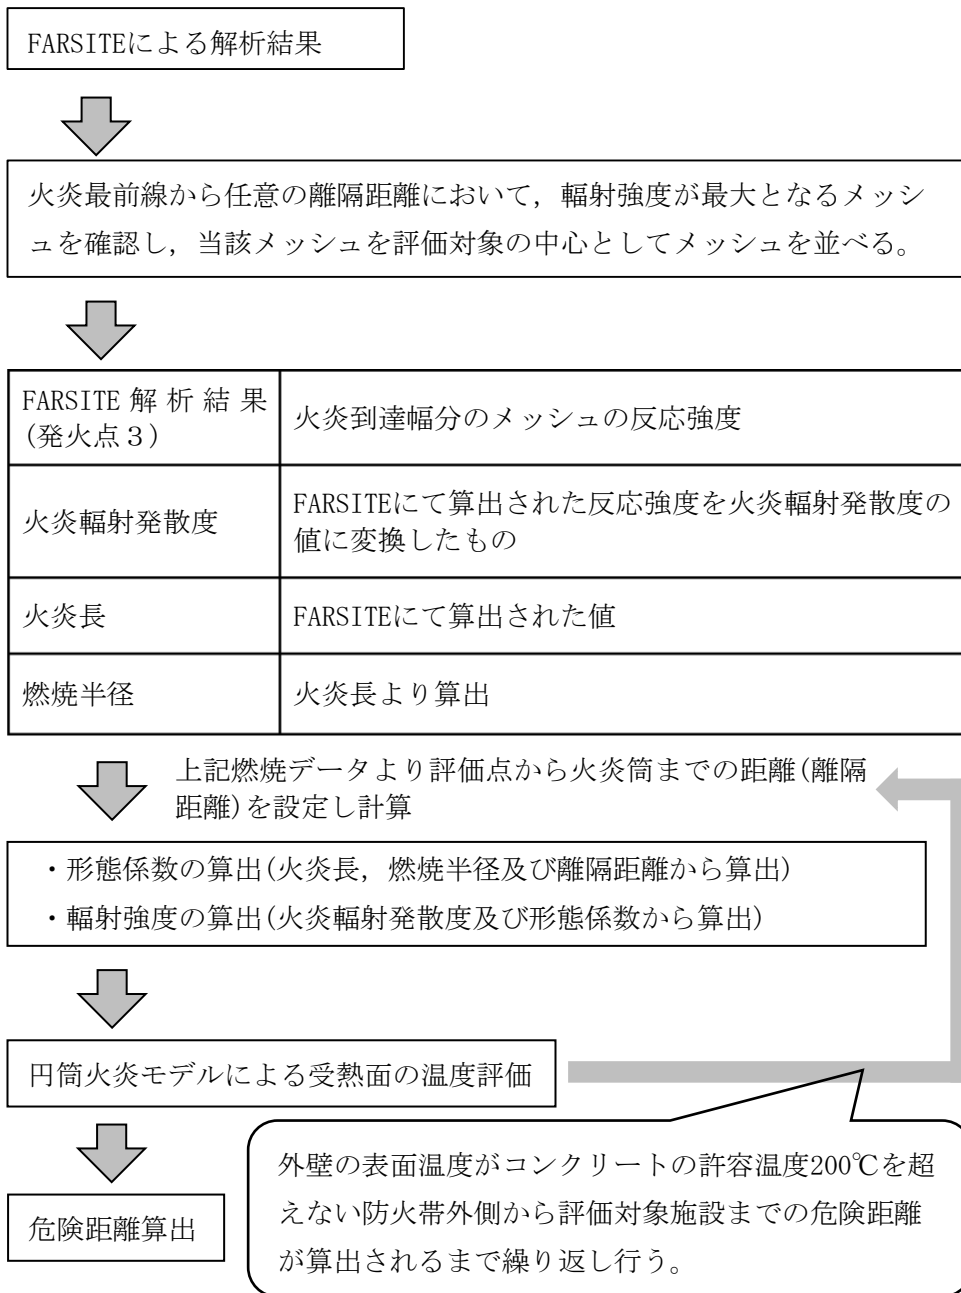 FARSITEによる解析結果
火炎最前線から任意の離隔距離において，輻射強度が最大となるメッシ
ュを確認し，当該メッシュを評価対象の中心としてメッシュを並べる。
FARSITE 解 析 結 果
(発火点３)
火炎到達幅分のメッシュの反応強度
火炎輻射発散度
FARSITEにて算出された反応強度を火炎輻射発散度の
値に変換したもの
火炎長
FARSITEにて算出された値
燃焼半径
火炎長より算出
上記燃焼データより評価点から火炎筒までの距離(離隔
距離)を設定し計算
・形態係数の算出(火炎長，燃焼半径及び離隔距離から算出)
・輻射強度の算出(火炎輻射発散度及び形態係数から算出)
円筒火炎モデルによる受熱面の温度評価
外壁の表面温度がコンクリートの許容温度200℃を超
えない防火帯外側から評価対象施設までの危険距離
が算出されるまで繰り返し行う。
危険距離算出